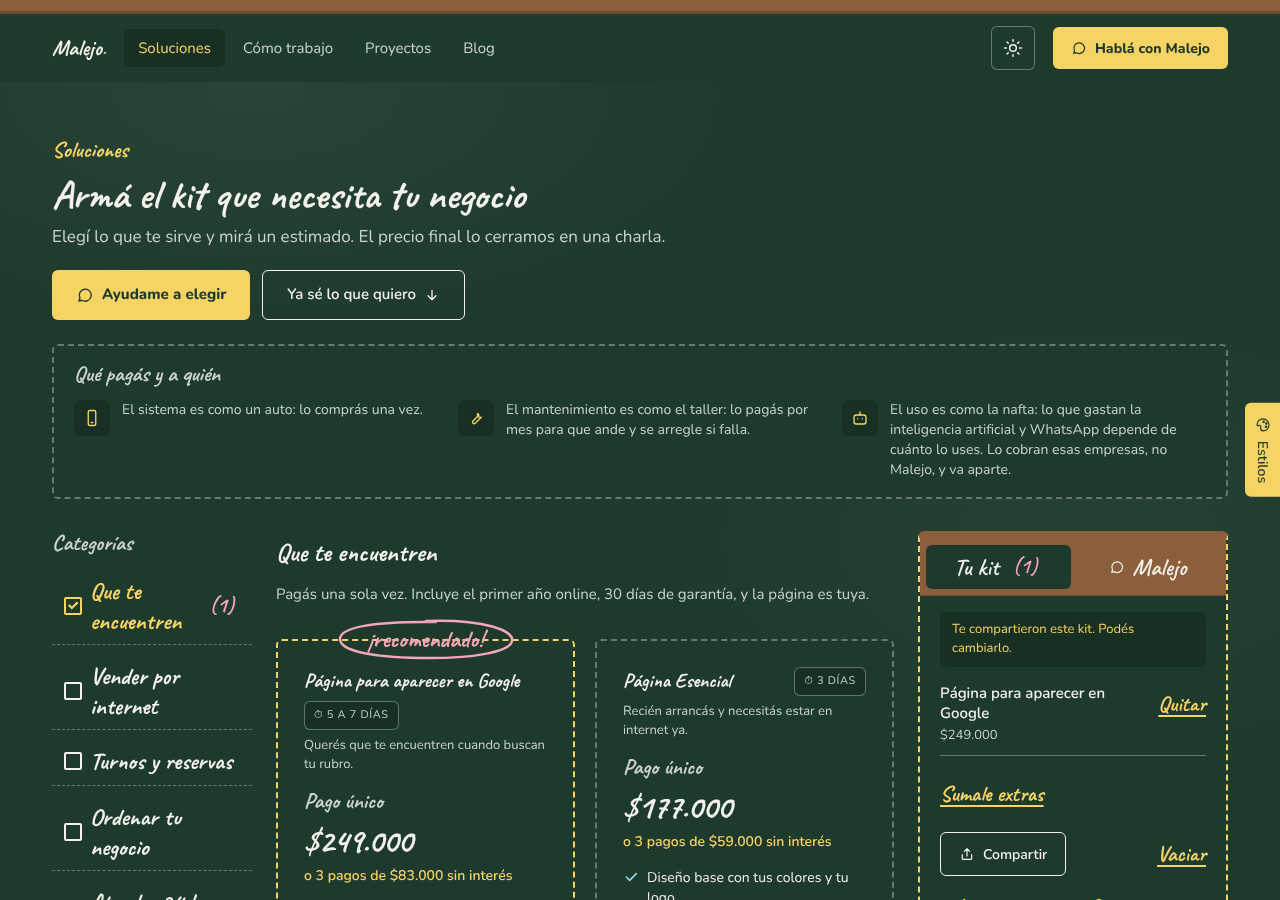 Malejo.
Soluciones
Cómo trabajo
Proyectos
Blog
Hablá con Malejo
Soluciones
Armá el kit que necesita tu negocio
Elegí lo que te sirve y mirá un estimado. El precio final lo cerramos en una charla.
Ayudame a elegir
Ya sé lo que quiero
Qué pagás y a quién
El sistema es como un auto: lo comprás una vez.
El mantenimiento es como el taller: lo pagás por
mes para que ande y se arregle si falla.
El uso es como la nafta: lo que gastan la
inteligencia artificial y WhatsApp depende de
cuánto lo uses. Lo cobran esas empresas, no
Malejo, y va aparte.
Estilos
Categorías
Que te
encuentren
(1)
Vender por
internet
Turnos y reservas
Ordenar tu
negocio
Que te encuentren
Pagás una sola vez. Incluye el primer año online, 30 días de garantía, y la página es tuya.
¡recomendado!
Página para aparecer en Google
5 A 7 DÍAS
Querés que te encuentren cuando buscan
tu rubro.
Pago único
$249.000
o 3 pagos de $83.000 sin interés
Página Esencial
3 DÍAS
Recién arrancás y necesitás estar en
internet ya.
Pago único
$177.000
o 3 pagos de $59.000 sin interés
Diseño base con tus colores y tu
logo
Tu kit (1)
Malejo
Te compartieron este kit. Podés
cambiarlo.
Página para aparecer en
Google
$249.000
Quitar
Sumale extras
Compartir
Vaciar